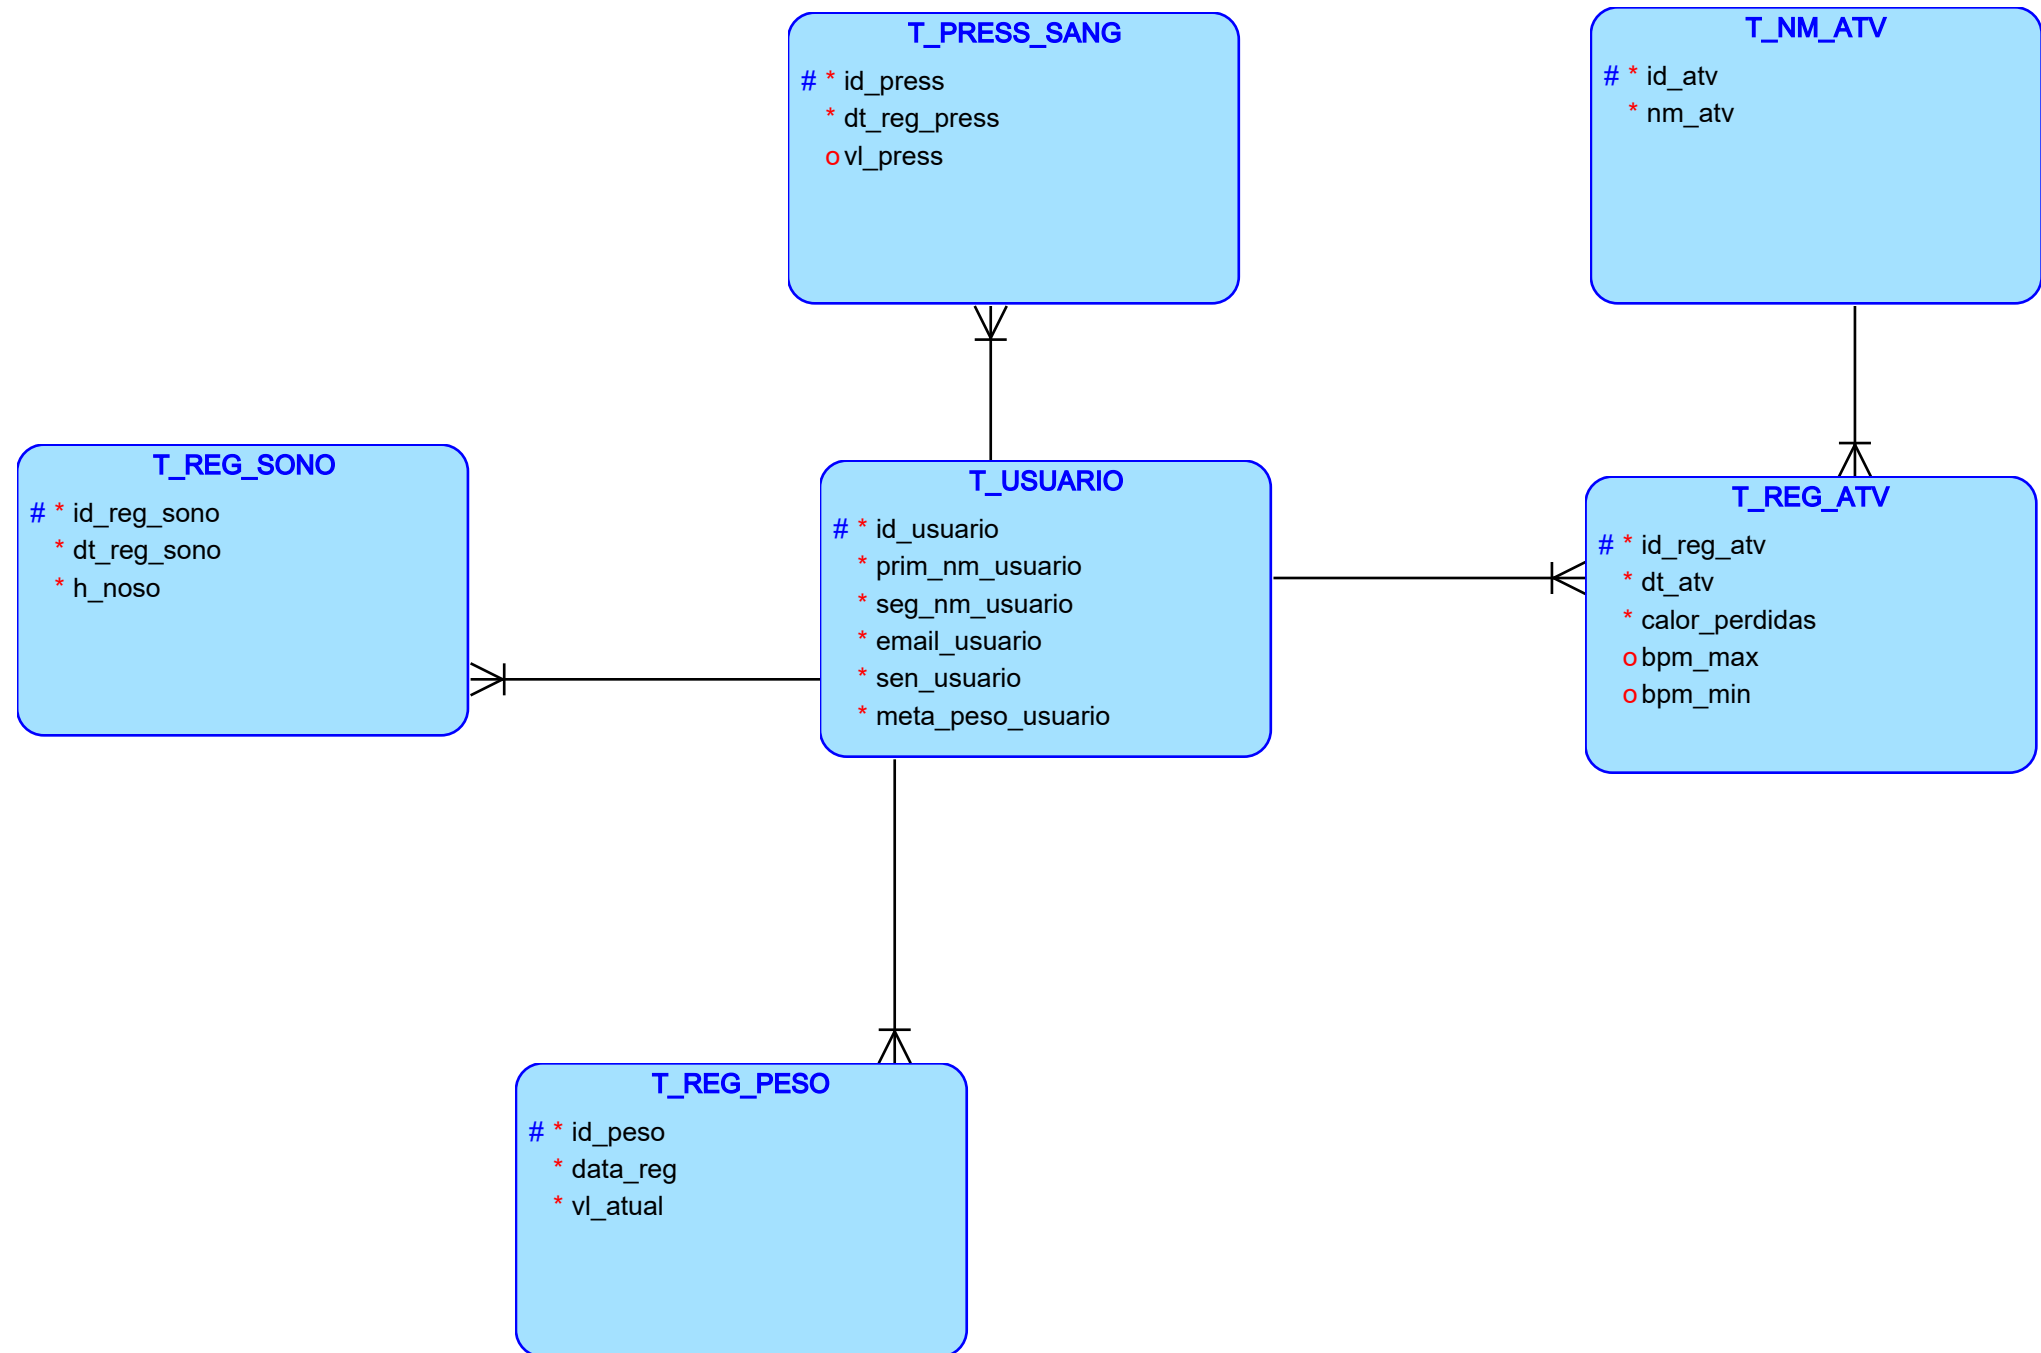 T_PRESS_SANG
# * id_press
* dt_reg_press
o vl_press
T_NM_ATV
# * id_atv
* nm_atv
T_REG_SONO
# * id_reg_sono
* dt_reg_sono
* h_noso
T_USUARIO
# * id_usuario
* prim_nm_usuario
* seg_nm_usuario
* email_usuario
* sen_usuario
* meta_peso_usuario
T_REG_ATV
# * id_reg_atv
* dt_atv
* calor_perdidas
o bpm_max
o bpm_min
T_REG_PESO
# * id_peso
* data_reg
* vl_atual